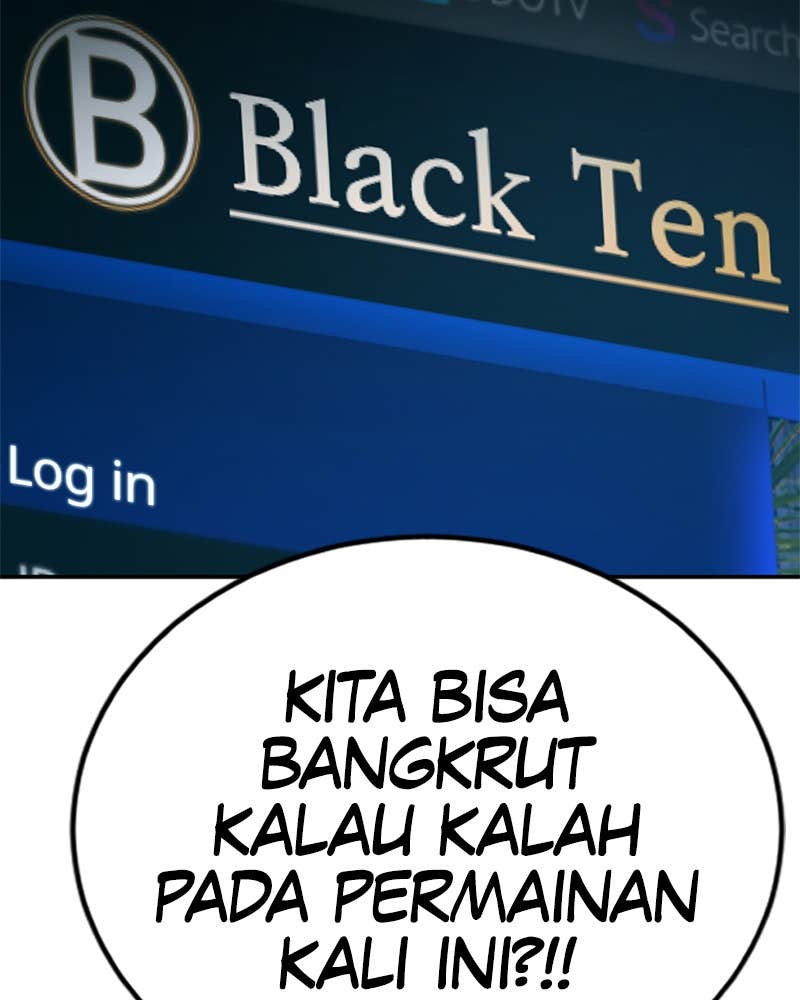 Search
B Black Ten
Log in
KITA BISA
BANGKRUT
KALAU KALAH
PADA PERMAINAN
KALI INI?!!